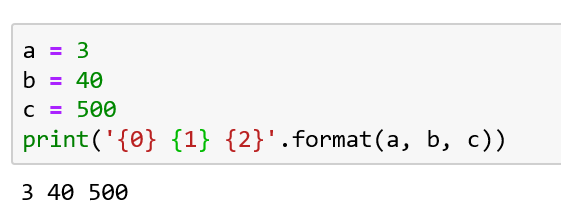 a = 3
b = 40
c = 500
print('{0} {1} {2}'.format(a, b, c))
3 40 500